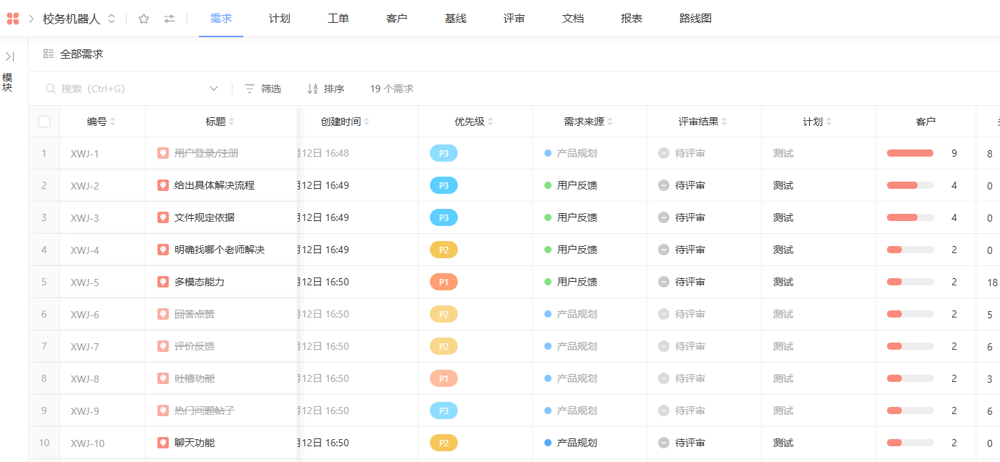 校务机器人 需求 计划 工单 客户 基线 评审 文档 报表 路线图
模块
全部需求
搜索（Ctrl+G） 筛选 排序 19 个需求
编号 标题 创建时间 优先级 需求来源 评审结果 计划 客户
1 XWJ-1 用户登录/注册 月12日 16:48 P3 产品规划 待评审 测试 9 8
2 XWJ-2 给出具体解决流程 月12日 16:49 P3 用户反馈 待评审 测试 4 0
3 XWJ-3 文件规定依据 月12日 16:49 P3 用户反馈 待评审 测试 4 0
4 XWJ-4 明确找哪个老师解决 月12日 16:49 P2 用户反馈 待评审 测试 2 0
5 XWJ-5 多模态能力 月12日 16:50 P1 用户反馈 待评审 测试 2 18
6 XWJ-6 回答点赞 月12日 16:50 P2 产品规划 待评审 测试 2 5
7 XWJ-7 评价反馈 月12日 16:50 P2 产品规划 待评审 测试 2 6
8 XWJ-8 吐槽功能 月12日 16:50 P1 产品规划 待评审 测试 2 3
9 XWJ-9 热门问题帖子 月12日 16:50 P3 产品规划 待评审 测试 2 6
10 XWJ-10 聊天功能 月12日 16:50 P2 产品规划 待评审 测试 2 0